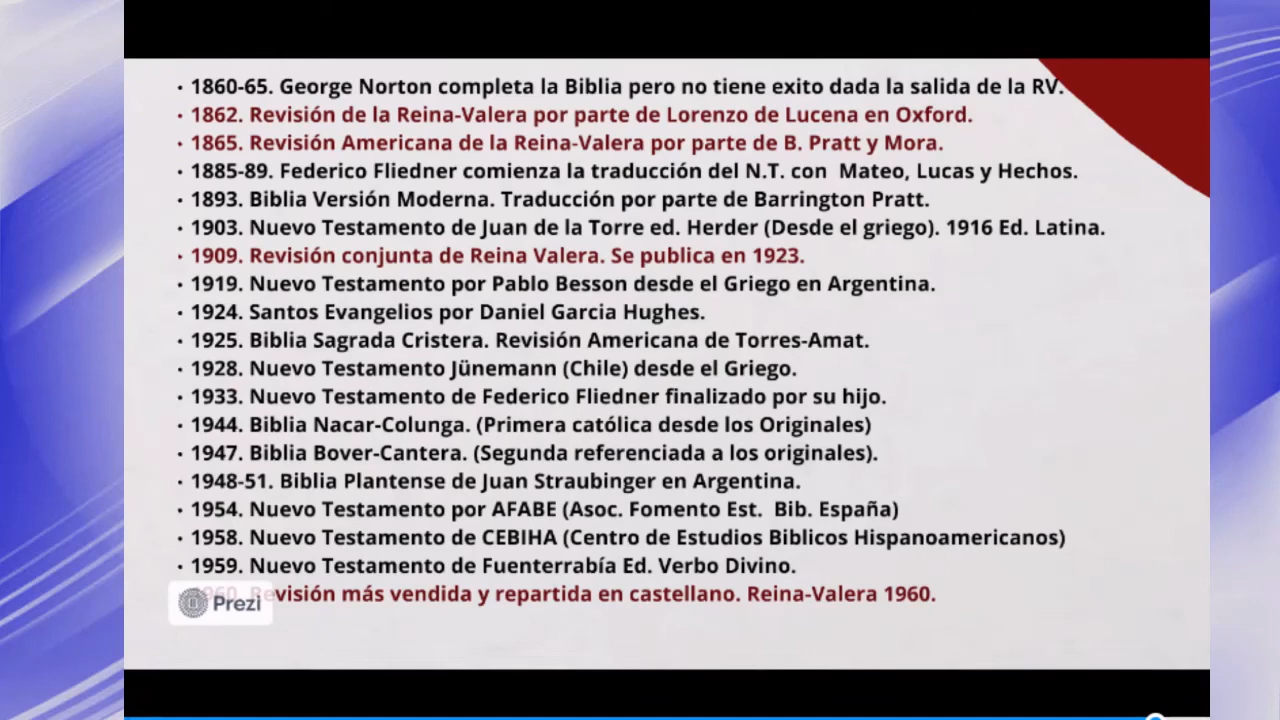 · 1860-65. George Norton completa la Biblia pero no tiene exito dada la salida de la RV.
· 1862. Revisión de la Reina-Valera por parte de Lorenzo de Lucena en Oxford.
· 1865. Revisión Americana de la Reina-Valera por parte de B. Pratt y Mora.
· 1885-89. Federico Fliedner comienza la traducción del N.T. con Mateo, Lucas y Hechos.
· 1893. Biblia Versión Moderna. Traducción por parte de Barrington Pratt.
· 1903. Nuevo Testamento de Juan de la Torre ed. Herder (Desde el griego). 1916 Ed. Latina.
· 1909. Revisión conjunta de Reina Valera. Se publica en 1923.
· 1919. Nuevo Testamento por Pablo Besson desde el Griego en Argentina.
· 1924. Santos Evangelios por Daniel Garcia Hughes.
· 1925. Biblia Sagrada Cristera. Revisión Americana de Torres-Amat.
· 1928. Nuevo Testamento Jünemann (Chile) desde el Griego.
· 1933. Nuevo Testamento de Federico Fliedner finalizado por su hijo.
· 1944. Biblia Nacar-Colunga. (Primera católica desde los Originales)
· 1947. Biblia Bover-Cantera. (Segunda referenciada a los originales).
· 1948-51. Biblia Plantense de Juan Straubinger en Argentina.
· 1954. Nuevo Testamento por AFABE (Asoc. Fomento Est. Bib. España)
· 1958. Nuevo Testamento de CEBIHA (Centro de Estudios Biblicos Hispanoamericanos)
· 1959. Nuevo Testamento de Fuenterrabía Ed. Verbo Divino.
1960. Revisión más vendida y repartida en castellano. Reina-Valera 1960.
Prezi